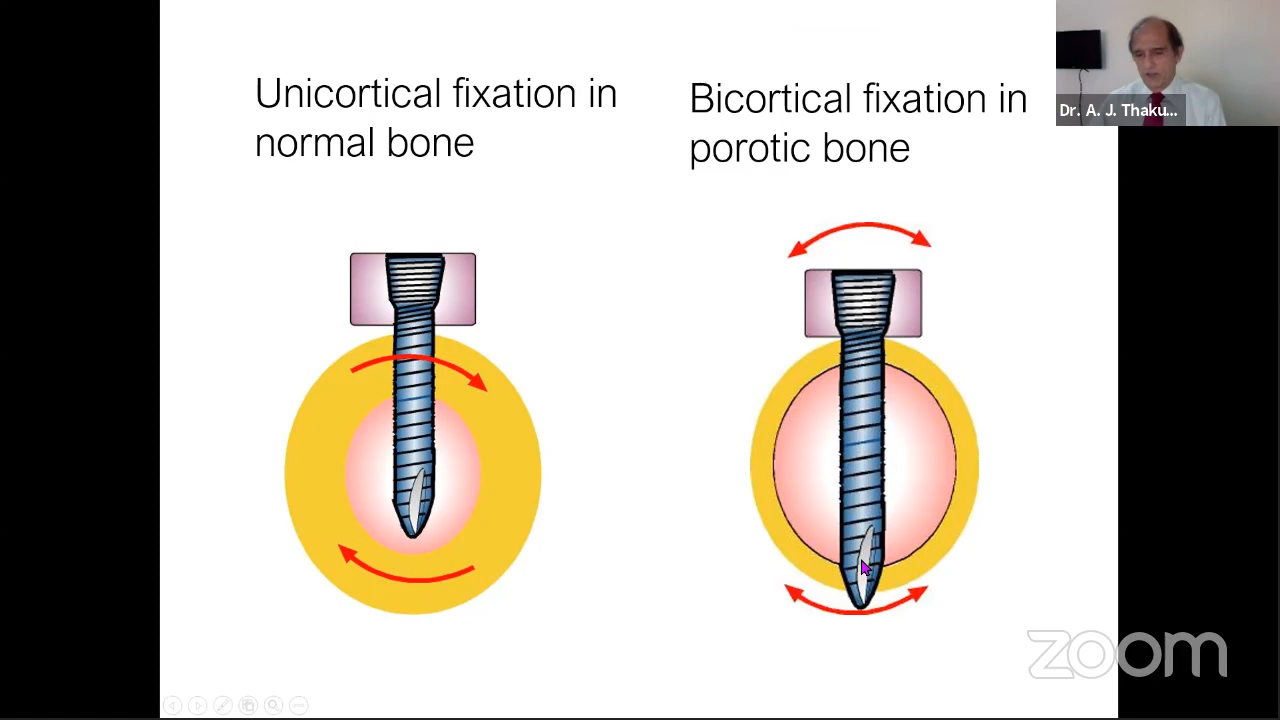 Unicortical fixation in
normal bone
Bicortical fixation in
porotic bone
Dr. A. J. Thaku...
zoom